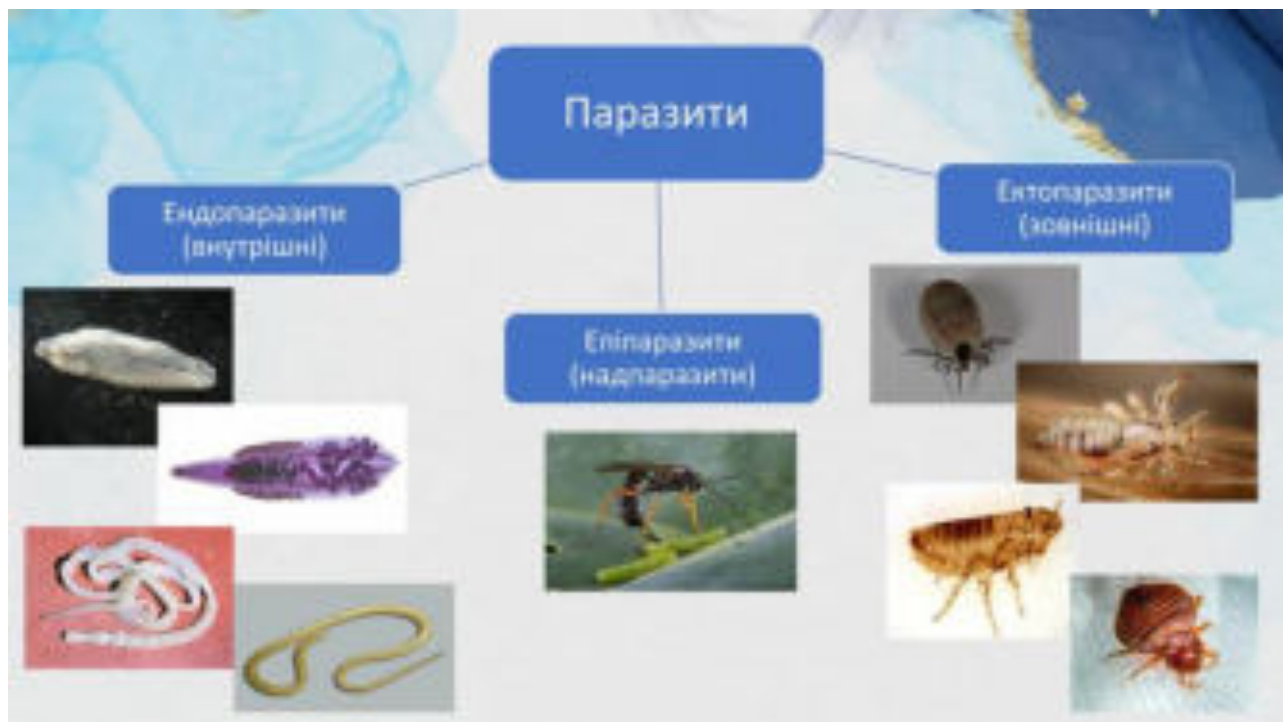 Паразити
Ендопаразити
(внутрішні)
Ектопаразити
(зовнішні)
Епіпаразити
(надпаразити)